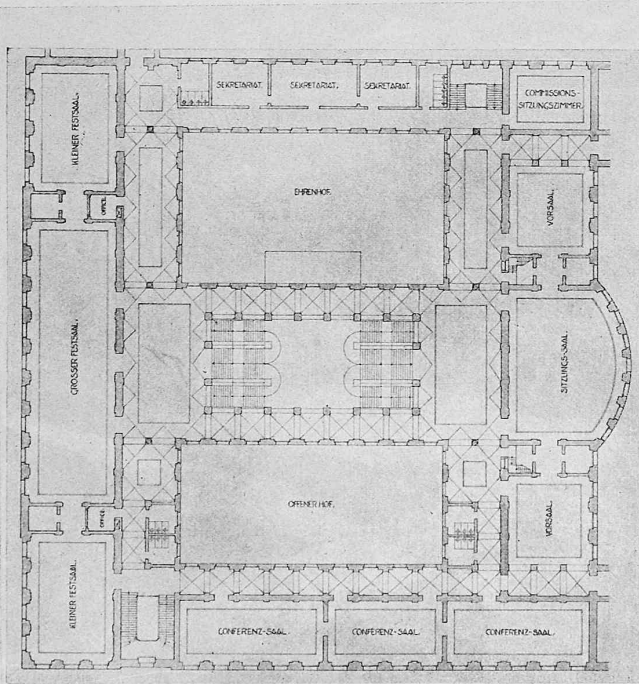 SEKRETARIAT.
SEKRETARIAT.
SEKRETARIAT.
COMMISSIONS-
SITZUNGSZIMMER.
KLEINER FESTSAAL.
OFFICE.
EHRENHOF.
VORSAAL.
GROSSER FESTSAAL.
SITZUNGS-SAAL.
OFFENER HOF.
OFFICE.
VORSAAL.
KLEINER FESTSAAL.
CONFERENZ-SAAL.
CONFERENZ-SAAL.
CONFERENZ-SAAL.